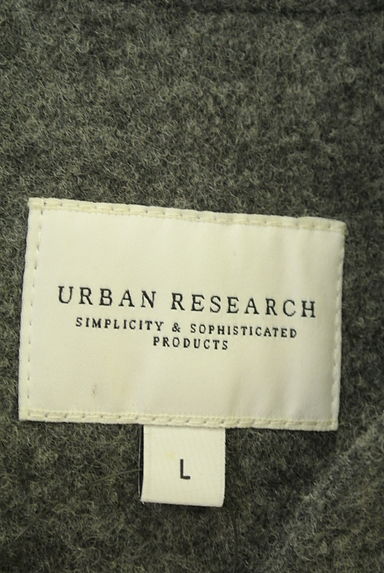 URBAN RESEARCH
SIMPLICITY & SOPHISTICATED
PRODUCTS
L